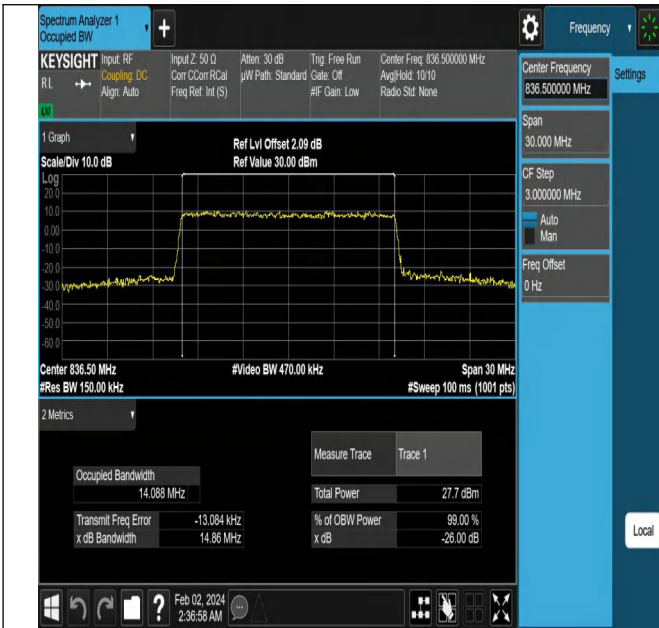 Spectrum Analyzer 1
Occupied BW
+
Frequency
KEYSIGHT
R L
LXI
Input: RF
Coupling: DC
Align: Auto
Input Z: 50 Ω
Corr CCorr RCal
Freq Ref: Int (S)
Atten: 30 dB
µW Path: Standard
Trig: Free Run
Gate: Off
#IF Gain: Low
Center Freq: 836.500000 MHz
Avg|Hold: 10/10
Radio Std: None
Center Frequency
836.500000 MHz
Settings
Span
30.000 MHz
CF Step
3.000000 MHz
Auto
Man
Freq Offset
0 Hz
Local
1 Graph
Scale/Div 10.0 dB
Ref Lvl Offset 2.09 dB
Ref Value 30.00 dBm
Log
20.0
10.0
0.00
-10.0
-20.0
-30.0
-40.0
-50.0
-60.0
Center 836.50 MHz
#Video BW 470.00 kHz
Span 30 MHz
#Res BW 150.00 kHz
#Sweep 100 ms (1001 pts)
2 Metrics
Measure Trace Trace 1
Occupied Bandwidth
14.088 MHz
Total Power 27.7 dBm
Transmit Freq Error -13.084 kHz
% of OBW Power 99.00 %
x dB Bandwidth 14.86 MHz
x dB -26.00 dB
?
Feb 02, 2024
2:36:58 AM